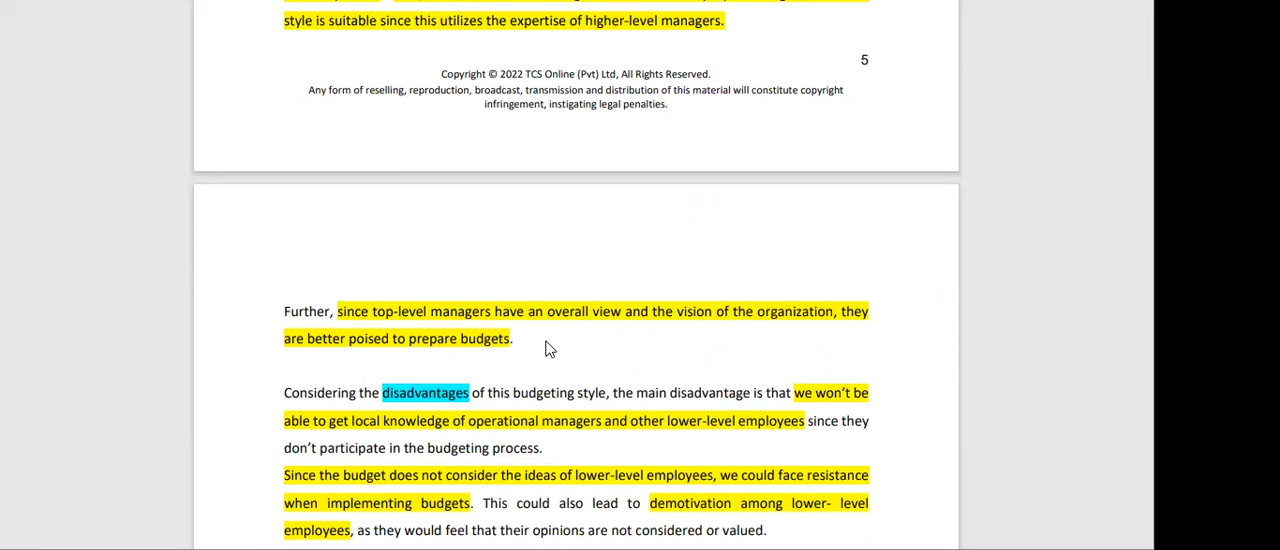 style is suitable since this utilizes the expertise of higher-level managers.
5
Copyright © 2022 TCS Online (Pvt) Ltd, All Rights Reserved.
Any form of reselling, reproduction, broadcast, transmission and distribution of this material will constitute copyright
infringement, instigating legal penalties.
Further, since top-level managers have an overall view and the vision of the organization, they
are better poised to prepare budgets.
Considering the disadvantages of this budgeting style, the main disadvantage is that we won’t be
able to get local knowledge of operational managers and other lower-level employees since they
don’t participate in the budgeting process.
Since the budget does not consider the ideas of lower-level employees, we could face resistance
when implementing budgets. This could also lead to demotivation among lower- level
employees, as they would feel that their opinions are not considered or valued.